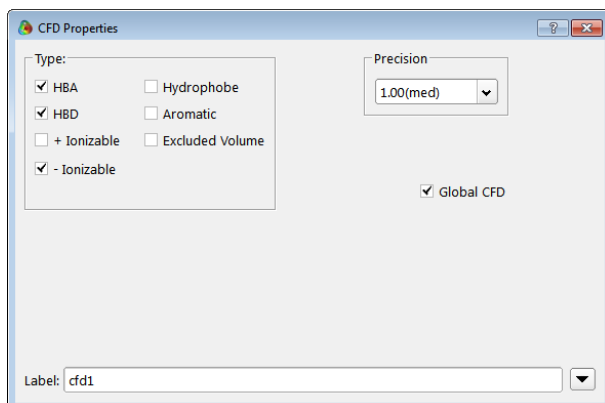 CFD Properties
Type:
HBA
Hydrophobe
HBD
Aromatic
+ Ionizable
Excluded Volume
- Ionizable
Precision
1.00(med)
Global CFD
Label: cfd1